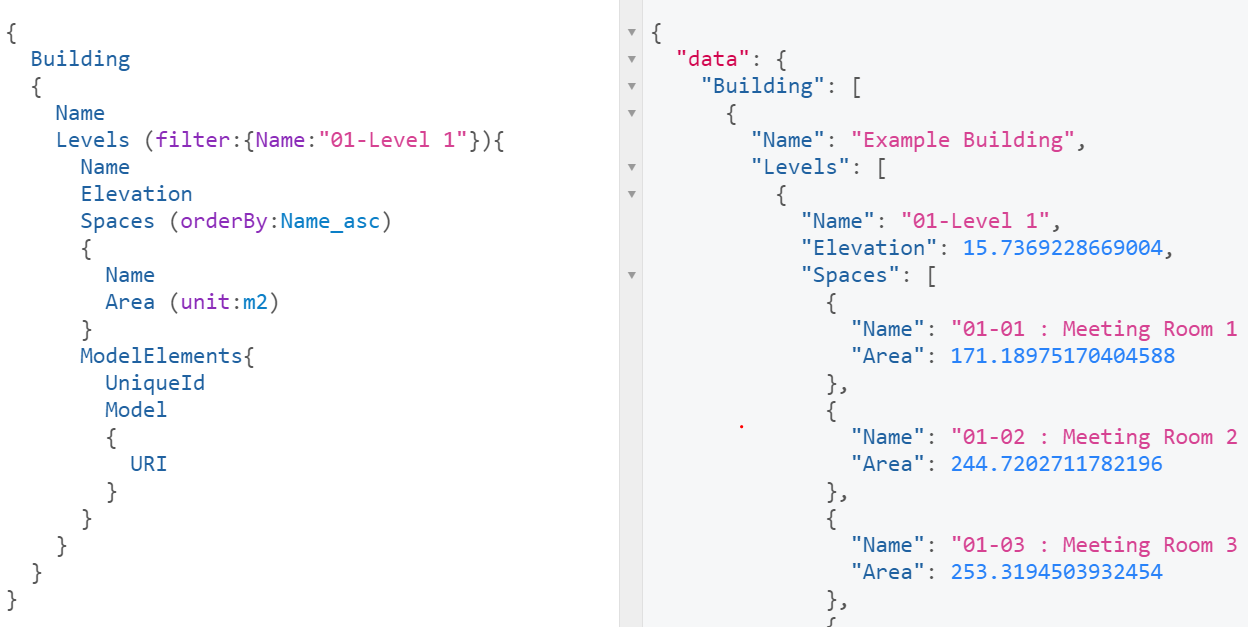 {
  Building
  {
    Name
    Levels (filter:{Name:"01-Level 1"}){
      Name
      Elevation
      Spaces (orderBy:Name_asc)
      {
        Name
        Area (unit:m2)
      }
      ModelElements{
        UniqueId
        Model
        {
          URI
        }
      }
    }
  }
}
{
  "data": {
    "Building": [
      {
        "Name": "Example Building",
        "Levels": [
          {
            "Name": "01-Level 1",
            "Elevation": 15.7369228669004,
            "Spaces": [
              {
                "Name": "01-01 : Meeting Room 1
                "Area": 171.18975170404588
              },
              {
                "Name": "01-02 : Meeting Room 2
                "Area": 244.7202711782196
              },
              {
                "Name": "01-03 : Meeting Room 3
                "Area": 253.3194503932454
              },
              {